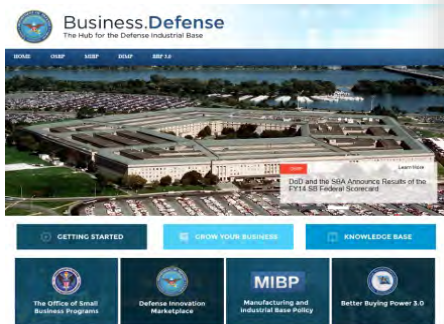 Business.Defense
The Hub for the Defense Industrial Base
HOME OSBP MIBP DIMP BBP 3.0
Learn More
DoD and the SBA Announce Results of the
FY14 SB Federal Scorecard
GETTING STARTED
GROW YOUR BUSINESS
KNOWLEDGE BASE
The Office of Small
Business Programs
Defense Innovation
Marketplace
MIBP
Manufacturing and
Industrial Base Policy
Better Buying Power 3.0